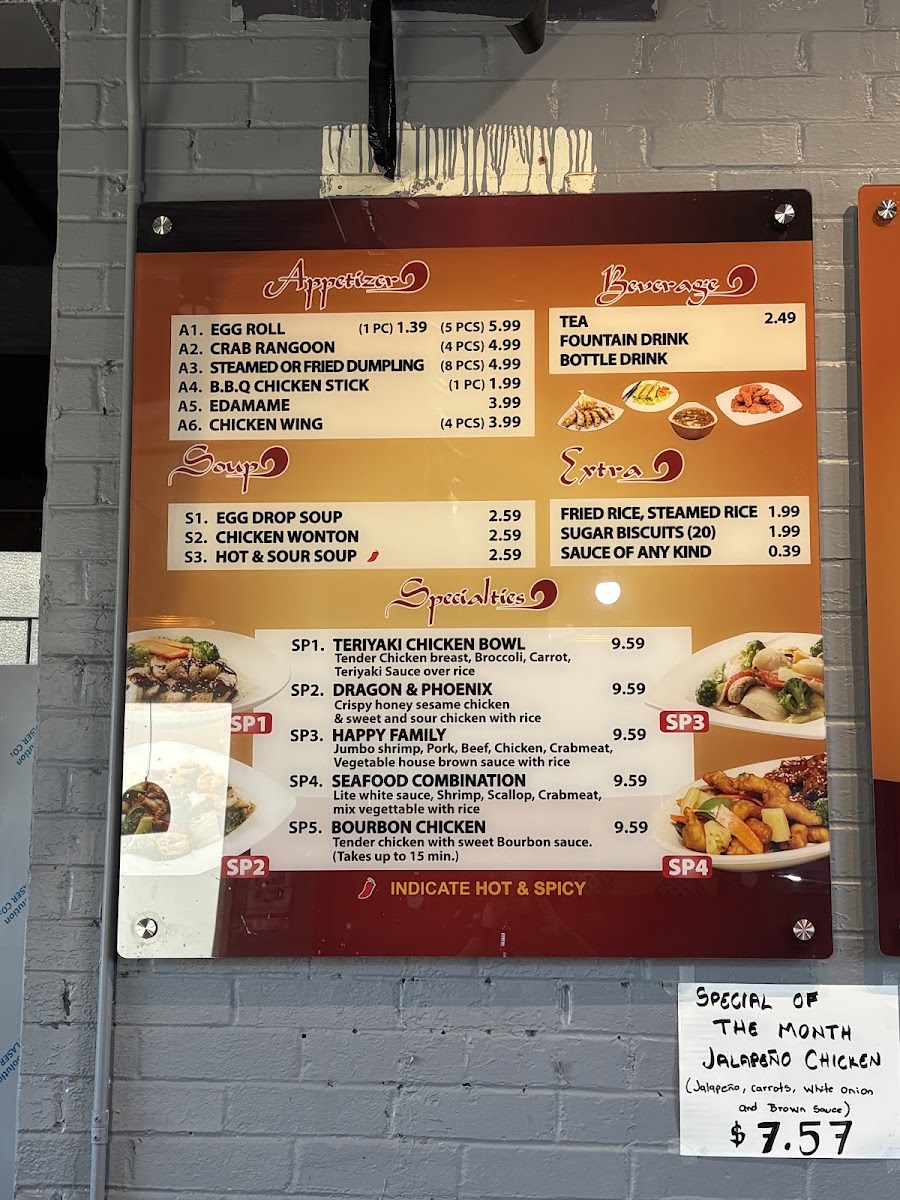 Appetizer
A1. EGG ROLL (1 PC) 1.39 (5 PCS) 5.99
A2. CRAB RANGOON (4 PCS) 4.99
A3. STEAMED OR FRIED DUMPLING (8 PCS) 4.99
A4. B.B.Q CHICKEN STICK (1 PC) 1.99
A5. EDAMAME 3.99
A6. CHICKEN WING (4 PCS) 3.99
Beverage
TEA 2.49
FOUNTAIN DRINK
BOTTLE DRINK
Soup
S1. EGG DROP SOUP 2.59
S2. CHICKEN WONTON 2.59
S3. HOT & SOUR SOUP 2.59
Extra
FRIED RICE, STEAMED RICE 1.99
SUGAR BISCUITS (20) 1.99
SAUCE OF ANY KIND 0.39
Specialties
SP1. TERIYAKI CHICKEN BOWL 9.59
Tender Chicken breast, Broccoli, Carrot,
Teriyaki Sauce over rice
SP2. DRAGON & PHOENIX 9.59
Crispy honey sesame chicken
& sweet and sour chicken with rice
SP3. HAPPY FAMILY 9.59
Jumbo shrimp, Pork, Beef, Chicken, Crabmeat,
Vegetable house brown sauce with rice
SP4. SEAFOOD COMBINATION 9.59
Lite white sauce, Shrimp, Scallop, Crabmeat,
mix vegettable with rice
SP5. BOURBON CHICKEN 9.59
Tender chicken with sweet Bourbon sauce.
(Takes up to 15 min.)
SP1
SP3
SP2
SP4
INDICATE HOT & SPICY
SPECIAL OF
THE MONTH
JALAPEÑO CHICKEN
(Jalapeño, carrots, white onion
and Brown Sauce)
$7.57